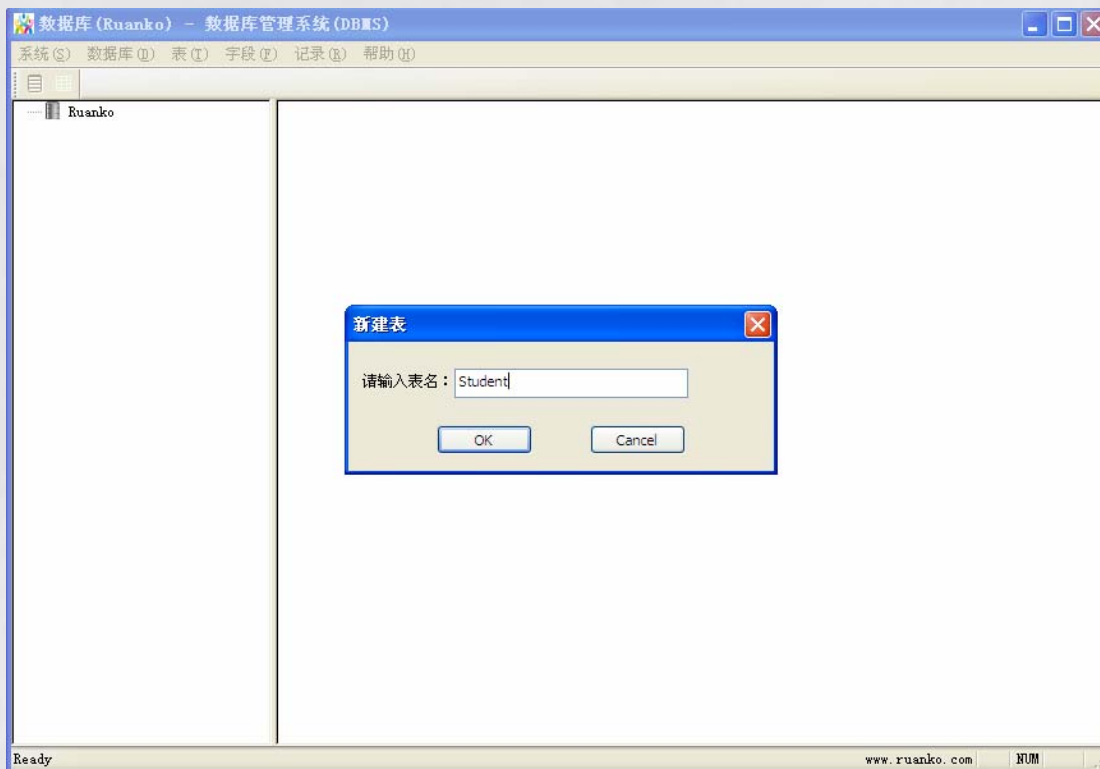 数据库(Ruanko) - 数据库管理系统(DBMS)
系统(S) 数据库(D) 表(T) 字段(F) 记录(R) 帮助(H)
Ruanko
新建表
请输入表名：Student
OK Cancel
Ready www.ruanko.com NUM